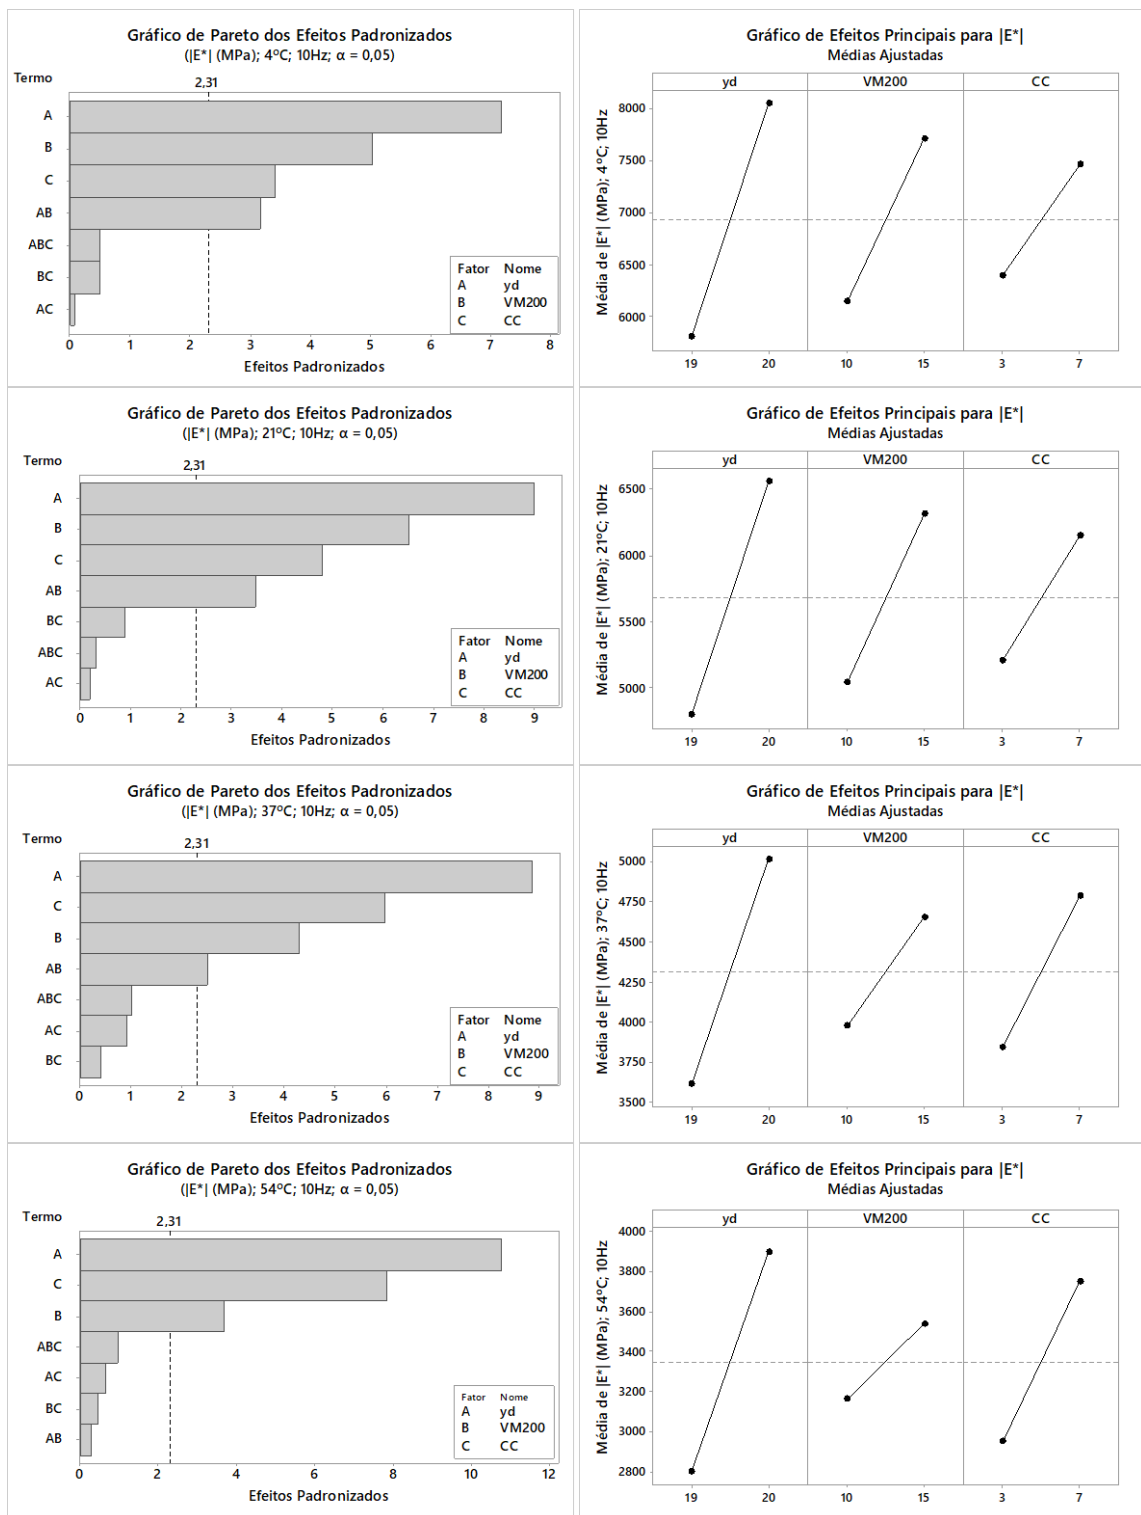 Gráfico de Pareto dos Efeitos Padronizados
(|E*| (MPa); 4ºC; 10Hz; α = 0,05)
Termo
2,31
A
B
C
AB
ABC
BC
AC
Fator Nome
A yd
B VM200
C CC
0 1 2 3 4 5 6 7 8
Efeitos Padronizados
Gráfico de Efeitos Principais para |E*|
Médias Ajustadas
yd VM200 CC
Média de |E*| (MPa); 4ºC; 10Hz
8000
7500
7000
6500
6000
19 20 10 15 3 7
Gráfico de Pareto dos Efeitos Padronizados
(|E*| (MPa); 21ºC; 10Hz; α = 0,05)
Termo
2,31
A
B
C
AB
BC
ABC
AC
Fator Nome
A yd
B VM200
C CC
0 1 2 3 4 5 6 7 8 9
Efeitos Padronizados
Gráfico de Efeitos Principais para |E*|
Médias Ajustadas
yd VM200 CC
Média de |E*| (MPa); 21ºC; 10Hz
6500
6000
5500
5000
19 20 10 15 3 7
Gráfico de Pareto dos Efeitos Padronizados
(|E*| (MPa); 37ºC; 10Hz; α = 0,05)
Termo
2,31
A
C
B
AB
ABC
AC
BC
Fator Nome
A yd
B VM200
C CC
0 1 2 3 4 5 6 7 8 9
Efeitos Padronizados
Gráfico de Efeitos Principais para |E*|
Médias Ajustadas
yd VM200 CC
Média de |E*| (MPa); 37ºC; 10Hz
5000
4750
4500
4250
4000
3750
3500
19 20 10 15 3 7
Gráfico de Pareto dos Efeitos Padronizados
(|E*| (MPa); 54ºC; 10Hz; α = 0,05)
Termo
2,31
A
C
B
ABC
AC
BC
AB
Fator Nome
A yd
B VM200
C CC
0 2 4 6 8 10 12
Efeitos Padronizados
Gráfico de Efeitos Principais para |E*|
Médias Ajustadas
yd VM200 CC
Média de |E*| (MPa); 54ºC; 10Hz
4000
3800
3600
3400
3200
3000
2800
19 20 10 15 3 7